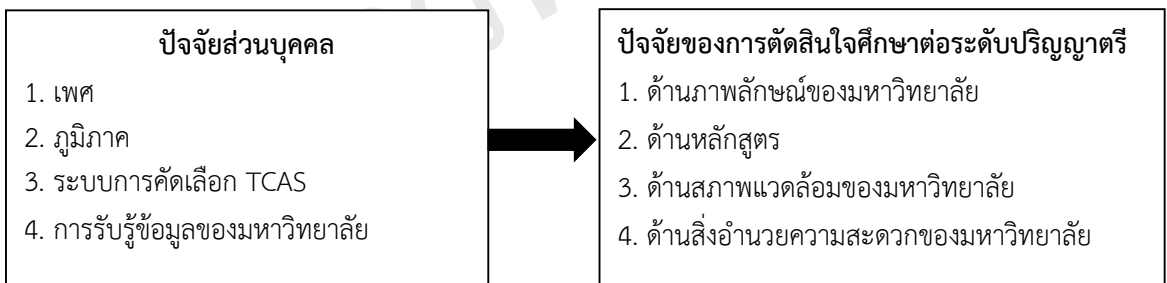 ปัจจัยส่วนบุคคล
1. เพศ
2. ภูมิภาค
3. ระบบการคัดเลือก TCAS
4. การรับรู้ข้อมูลของมหาวิทยาลัย
ปัจจัยของการตัดสินใจศึกษาต่อระดับปริญญาตรี
1. ด้านภาพลักษณ์ของมหาวิทยาลัย
2. ด้านหลักสูตร
3. ด้านสภาพแวดล้อมของมหาวิทยาลัย
4. ด้านสิ่งอำนวยความสะดวกของมหาวิทยาลัย